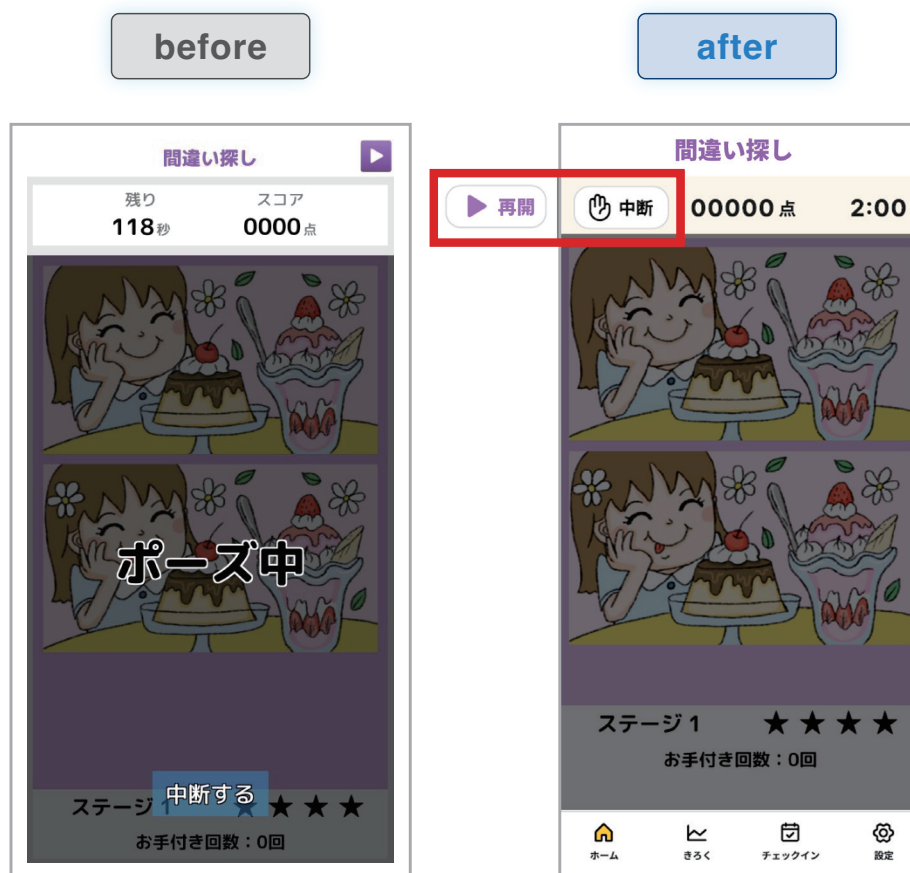 before
間違い探し
残り スコア
118秒 0000点
ポーズ中
中断する
ステージ1 ★ ★ ★ ★
お手付き回数：0回
after
間違い探し
再開 中断 00000点 2:00
ステージ1 ★ ★ ★ ★
お手付き回数：0回
ホーム きろく チェックイン 設定